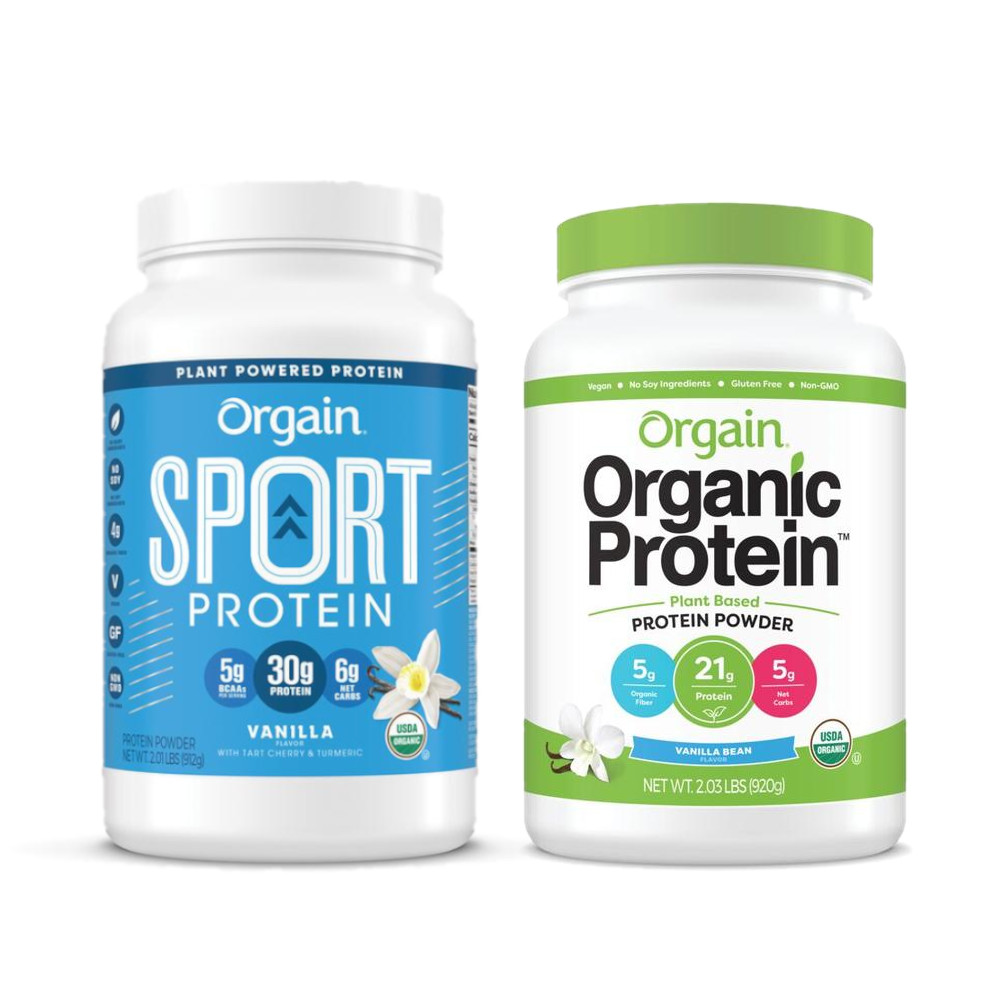 PLANT POWERED PROTEIN
Orgain
SPORT
PROTEIN
NO
SOY
4g
V
GF
NON
GMO
5g
BCAAs
PER SERVING
30g
PROTEIN
6g
NET
CARBS
VANILLA
FLAVOR
WITH TART CHERRY & TURMERIC
USDA
ORGANIC
PROTEIN POWDER
NET WT. 2.01 LBS (912g)
Vegan • No Soy Ingredients • Gluten Free • Non-GMO
Orgain
Organic
Protein™
Plant Based
PROTEIN POWDER
5g
Organic
Fiber
21g
Protein
5g
Net
Carbs
VANILLA BEAN
FLAVOR
USDA
ORGANIC
NET WT. 2.03 LBS (920g)